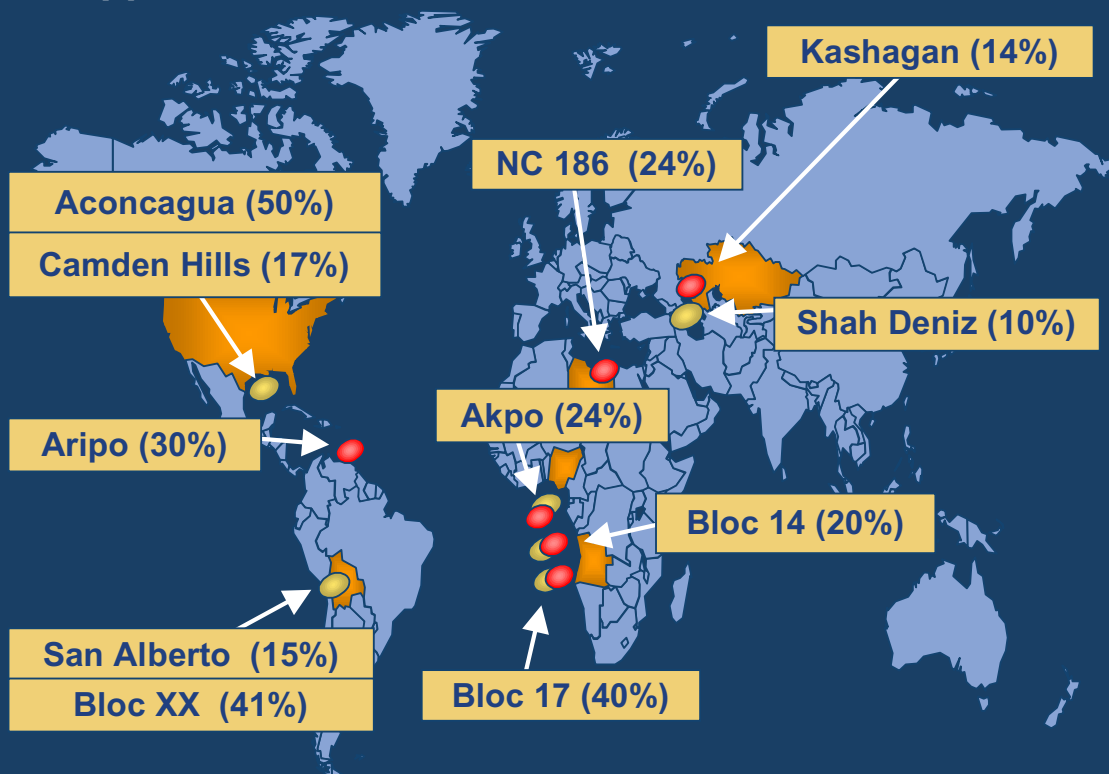 Kashagan (14%)
NC 186 (24%)
Aconcagua (50%)
Camden Hills (17%)
Shah Deniz (10%)
Akpo (24%)
Aripo (30%)
Bloc 14 (20%)
San Alberto (15%)
Bloc XX (41%)
Bloc 17 (40%)